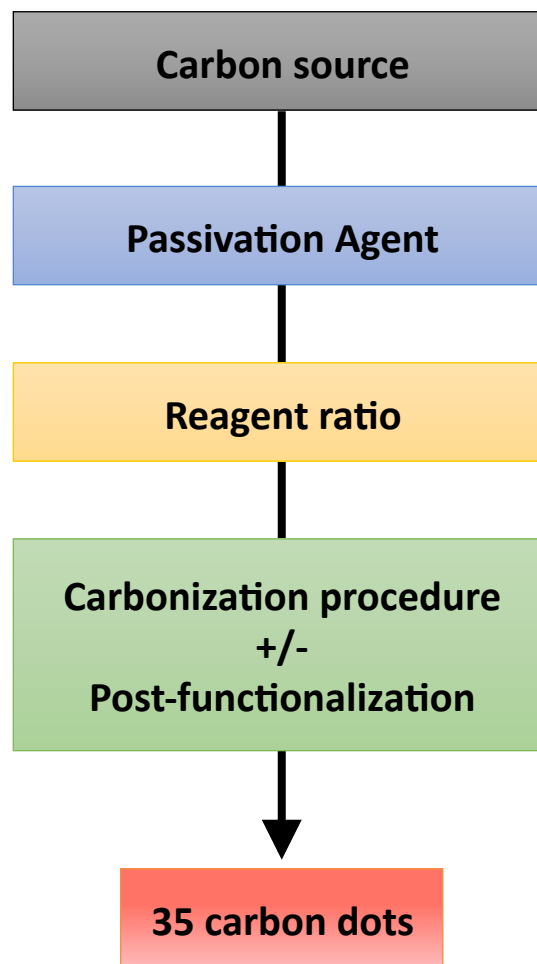 Carbon source
Passivation Agent
Reagent ratio
Carbonization procedure
+/-
Post-functionalization
35 carbon dots